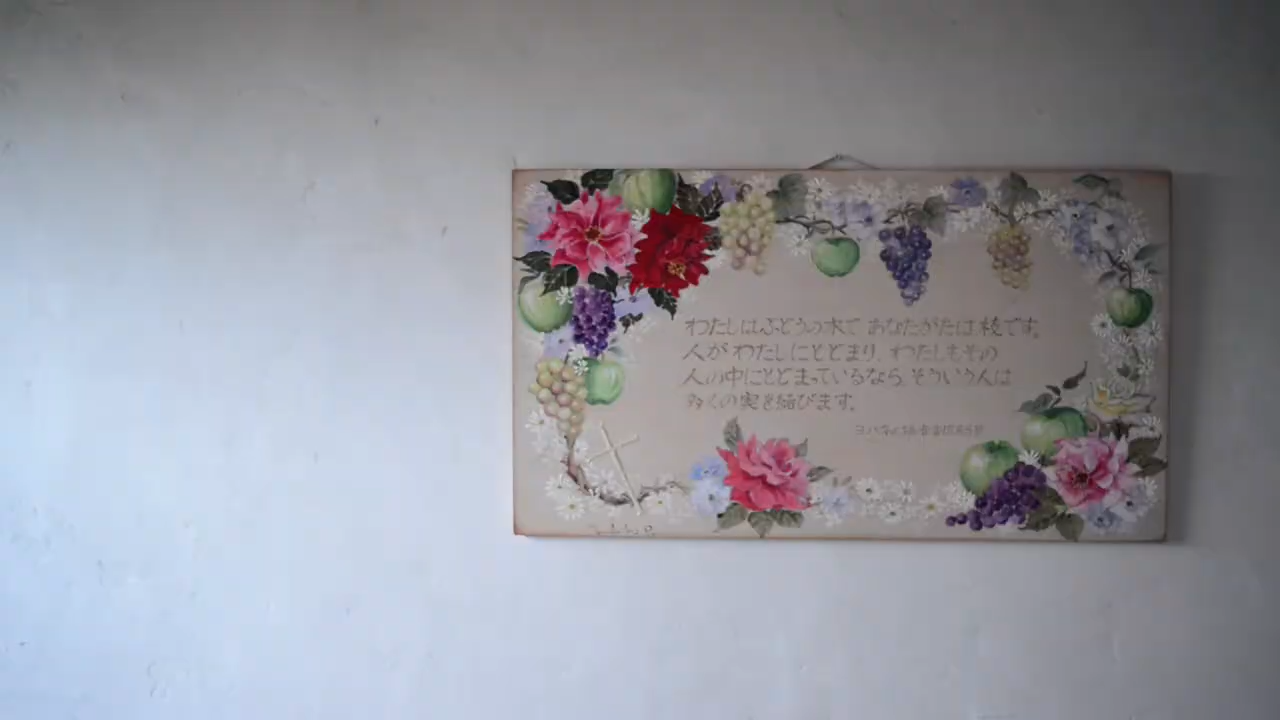 わたしはぶどうの木で あなたがたは枝です。
人がわたしにとどまり、わたしもその
人の中にとどまっているなら、そういう人は
多くの実を結びます。